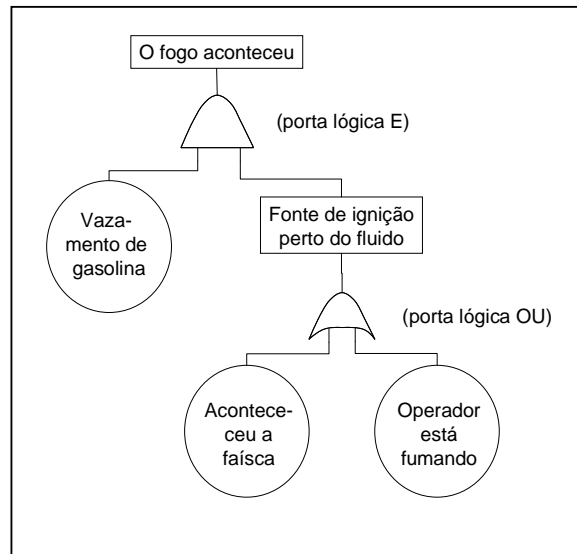 O fogo aconteceu
(porta lógica E)
Vaza-
mento de
gasolina
Fonte de ignição
perto do fluido
(porta lógica OU)
Acontece-
ceu a
faísca
Operador
está
fumando